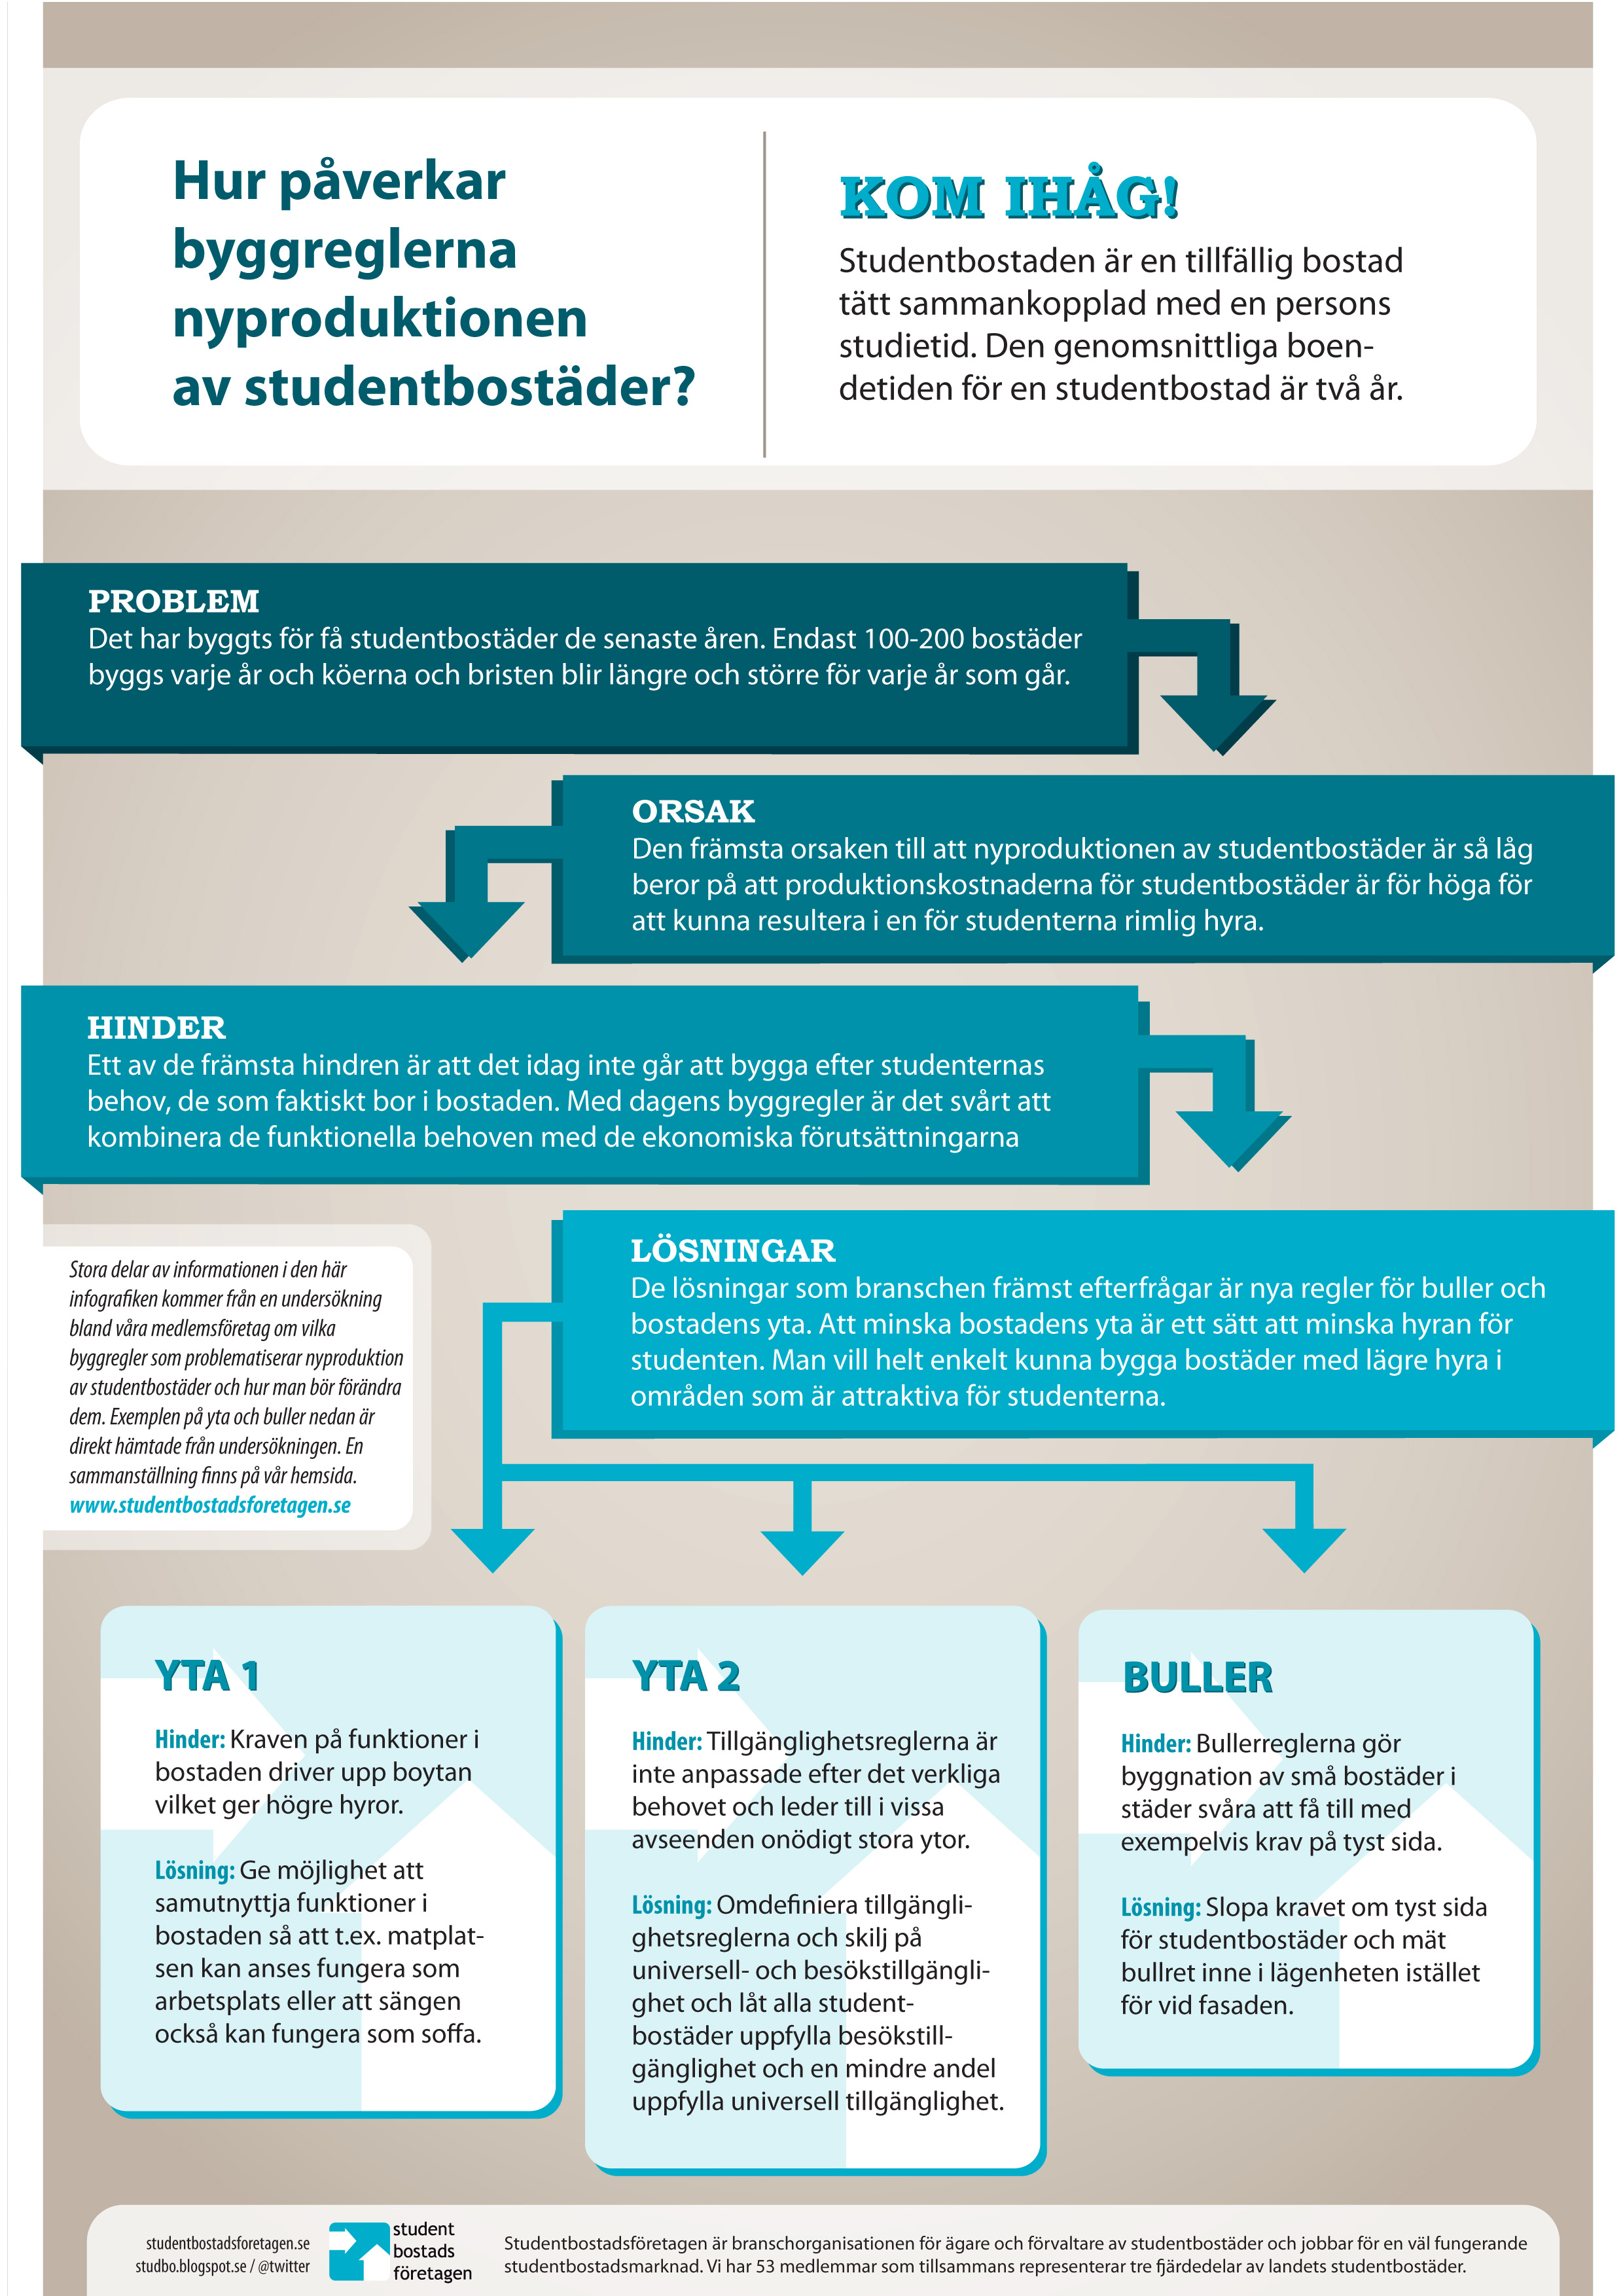 Hur påverkar
byggreglerna
nyproduktionen
av studentbostäder?
KOM IHÅG!
Studentbostaden är en tillfällig bostad
tätt sammankopplad med en persons
studietid. Den genomsnittliga boen-
detiden för en studentbostad är två år.
PROBLEM
Det har byggts för få studentbostäder de senaste åren. Endast 100-200 bostäder
byggs varje år och köerna och bristen blir längre och större för varje år som går.
ORSAK
Den främsta orsaken till att nyproduktionen av studentbostäder är så låg
beror på att produktionskostnaderna för studentbostäder är för höga för
att kunna resultera i en för studenterna rimlig hyra.
HINDER
Ett av de främsta hindren är att det idag inte går att bygga efter studenternas
behov, de som faktiskt bor i bostaden. Med dagens byggregler är det svårt att
kombinera de funktionella behoven med de ekonomiska förutsättningarna
LÖSNINGAR
De lösningar som branschen främst efterfrågar är nya regler för buller och
bostadens yta. Att minska bostadens yta är ett sätt att minska hyran för
studenten. Man vill helt enkelt kunna bygga bostäder med lägre hyra i
områden som är attraktiva för studenterna.
Stora delar av informationen i den här
infografiken kommer från en undersökning
bland våra medlemsföretag om vilka
byggregler som problematiserar nyproduktion
av studentbostäder och hur man bör förändra
dem. Exemplen på yta och buller nedan är
direkt hämtade från undersökningen. En
sammanställning finns på vår hemsida.
www.studentbostadsforetagen.se
YTA 1
Hinder: Kraven på funktioner i
bostaden driver upp boytan
vilket ger högre hyror.
Lösning: Ge möjlighet att
samutnyttja funktioner i
bostaden så att t.ex. matplat-
sen kan anses fungera som
arbetsplats eller att sängen
också kan fungera som soffa.
YTA 2
Hinder: Tillgänglighetsreglerna är
inte anpassade efter det verkliga
behovet och leder till i vissa
avseenden onödigt stora ytor.
Lösning: Omdefiniera tillgängli-
ghetsreglerna och skilj på
universell- och besökstillgängli-
ghet och låt alla student-
bostäder uppfylla besökstill-
gänglighet och en mindre andel
uppfylla universell tillgänglighet.
BULLER
Hinder: Bullerreglerna gör
byggnation av små bostäder i
städer svåra att få till med
exempelvis krav på tyst sida.
Lösning: Slopa kravet om tyst sida
för studentbostäder och mät
bullret inne i lägenheten istället
för vid fasaden.
studentbostadsforetagen.se
studbo.blogspot.se / @twitter
student
bostads
företagen
Studentbostadsföretagen är branschorganisationen för ägare och förvaltare av studentbostäder och jobbar för en väl fungerande
studentbostadsmarknad. Vi har 53 medlemmar som tillsammans representerar tre fjärdedelar av landets studentbostäder.